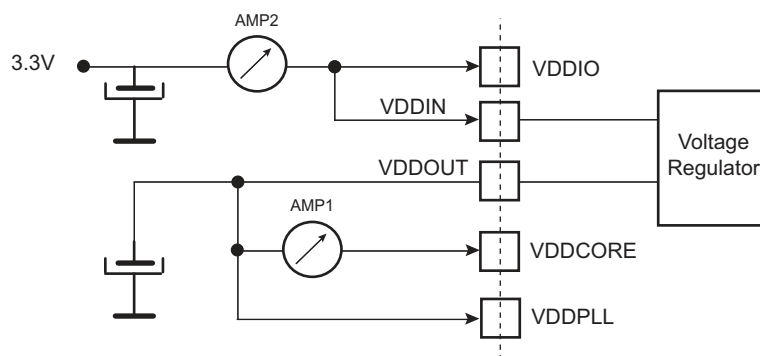 AMP2
3.3V
VDDIO
VDDIN
Voltage
Regulator
VDDOUT
AMP1
VDDCORE
VDDPLL